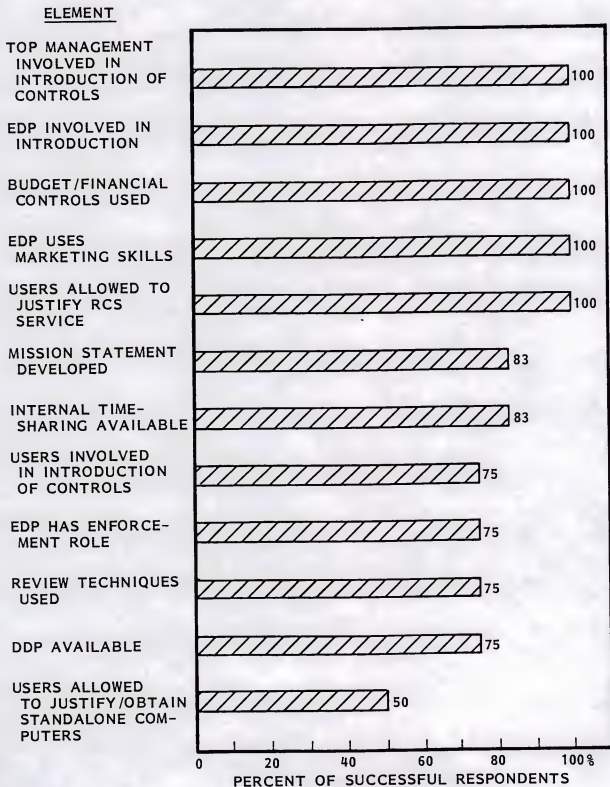 ELEMENT
TOP MANAGEMENT
INVOLVED IN
INTRODUCTION OF
CONTROLS
100
EDP INVOLVED IN
INTRODUCTION
100
BUDGET/FINANCIAL
CONTROLS USED
100
EDP USES
MARKETING SKILLS
100
USERS ALLOWED TO
JUSTIFY RCS
SERVICE
100
MISSION STATEMENT
DEVELOPED
83
INTERNAL TIME-
SHARING AVAILABLE
83
USERS INVOLVED
IN INTRODUCTION
OF CONTROLS
75
EDP HAS ENFORCE-
MENT ROLE
75
REVIEW TECHNIQUES
USED
75
DDP AVAILABLE
75
USERS ALLOWED
TO JUSTIFY/OBTAIN
STANDALONE COM-
PUTERS
50
0 20 40 60 80 100%
PERCENT OF SUCCESSFUL RESPONDENTS